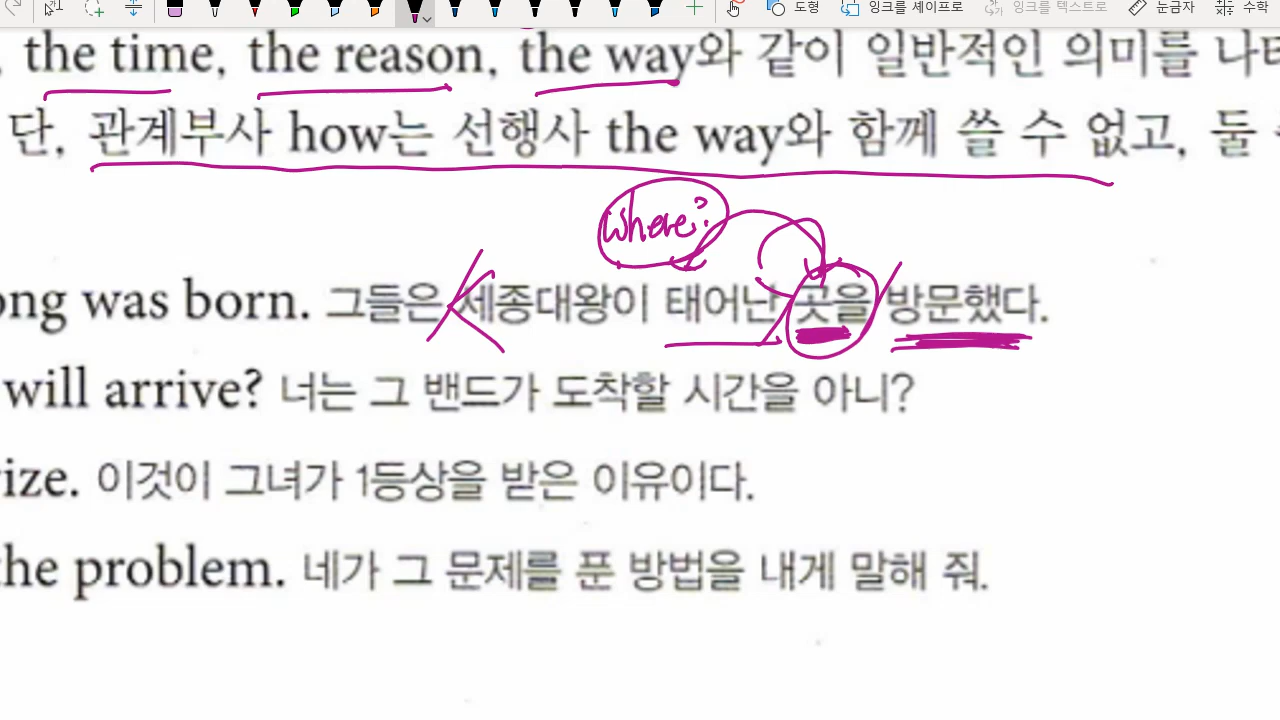 도형 잉크를 셰이프로 잉크를 텍스트로 눈금자 수학
, the time, the reason, the way와 같이 일반적인 의미를 나타
단, 관계부사 how는 선행사 the way와 함께 쓸 수 없고, 둘
where?
ong was born. 그들은 세종대왕이 태어난 곳을 방문했다.
will arrive? 너는 그 밴드가 도착할 시간을 아니?
rize. 이것이 그녀가 1등상을 받은 이유이다.
the problem. 네가 그 문제를 푼 방법을 내게 말해 줘.